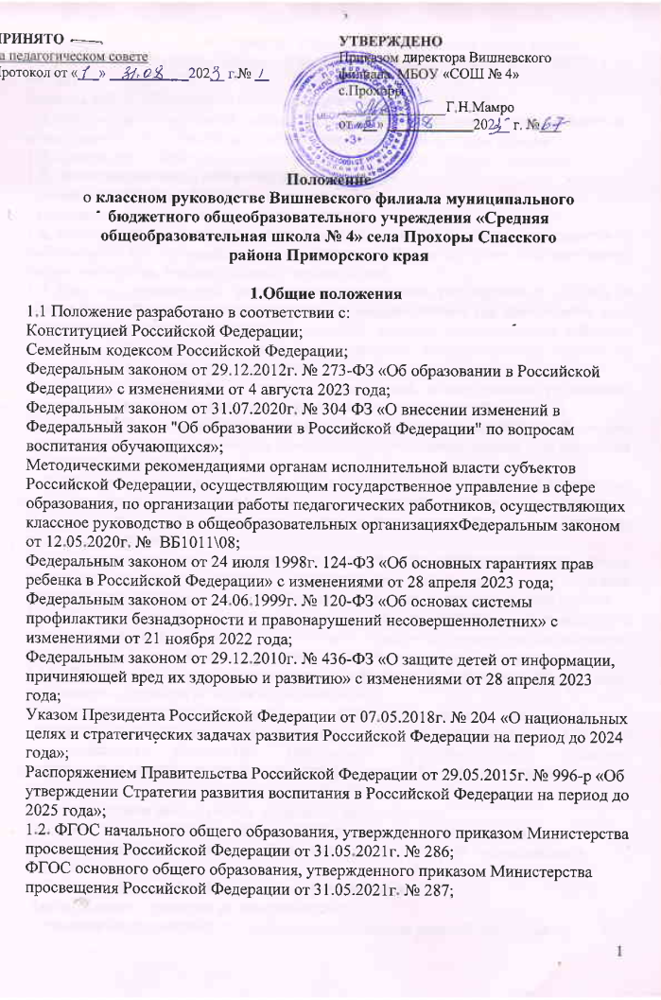 ПРИНЯТО
на педагогическом совете
Протокол от «1» 31.08 2023 г.№ 1
УТВЕРЖДЕНО
Приказом директора Вишневского
филиала МБОУ «СОШ № 4»
с.Прохоры
Г.Н.Мамро
от « » 08 2023 г. № 67
Положение
о классном руководстве Вишневского филиала муниципального
бюджетного общеобразовательного учреждения «Средняя
общеобразовательная школа № 4» села Прохоры Спасского
района Приморского края
1.Общие положения
1.1 Положение разработано в соответствии с:
Конституцией Российской Федерации;
Семейным кодексом Российской Федерации;
Федеральным законом от 29.12.2012г. № 273-ФЗ «Об образовании в Российской
Федерации» с изменениями от 4 августа 2023 года;
Федеральным законом от 31.07.2020г. № 304 ФЗ «О внесении изменений в
Федеральный закон "Об образовании в Российской Федерации" по вопросам
воспитания обучающихся»;
Методическими рекомендациями органам исполнительной власти субъектов
Российской Федерации, осуществляющим государственное управление в сфере
образования, по организации работы педагогических работников, осуществляющих
классное руководство в общеобразовательных организацияхФедеральным законом
от 12.05.2020г. № ВБ1011\08;
Федеральным законом от 24 июля 1998г. 124-ФЗ «Об основных гарантиях прав
ребенка в Российской Федерации» с изменениями от 28 апреля 2023 года;
Федеральным законом от 24.06.1999г. № 120-ФЗ «Об основах системы
профилактики безнадзорности и правонарушений несовершеннолетних» с
изменениями от 21 ноября 2022 года;
Федеральным законом от 29.12.2010г. № 436-ФЗ «О защите детей от информации,
причиняющей вред их здоровью и развитию» с изменениями от 28 апреля 2023
года;
Указом Президента Российской Федерации от 07.05.2018г. № 204 «О национальных
целях и стратегических задачах развития Российской Федерации на период до 2024
года»;
Распоряжением Правительства Российской Федерации от 29.05.2015г. № 996-р «Об
утверждении Стратегии развития воспитания в Российской Федерации на период до
2025 года»;
1.2. ФГОС начального общего образования, утвержденного приказом Министерства
просвещения Российской Федерации от 31.05.2021г. № 286;
ФГОС основного общего образования, утвержденного приказом Министерства
просвещения Российской Федерации от 31.05.2021г. № 287;
1